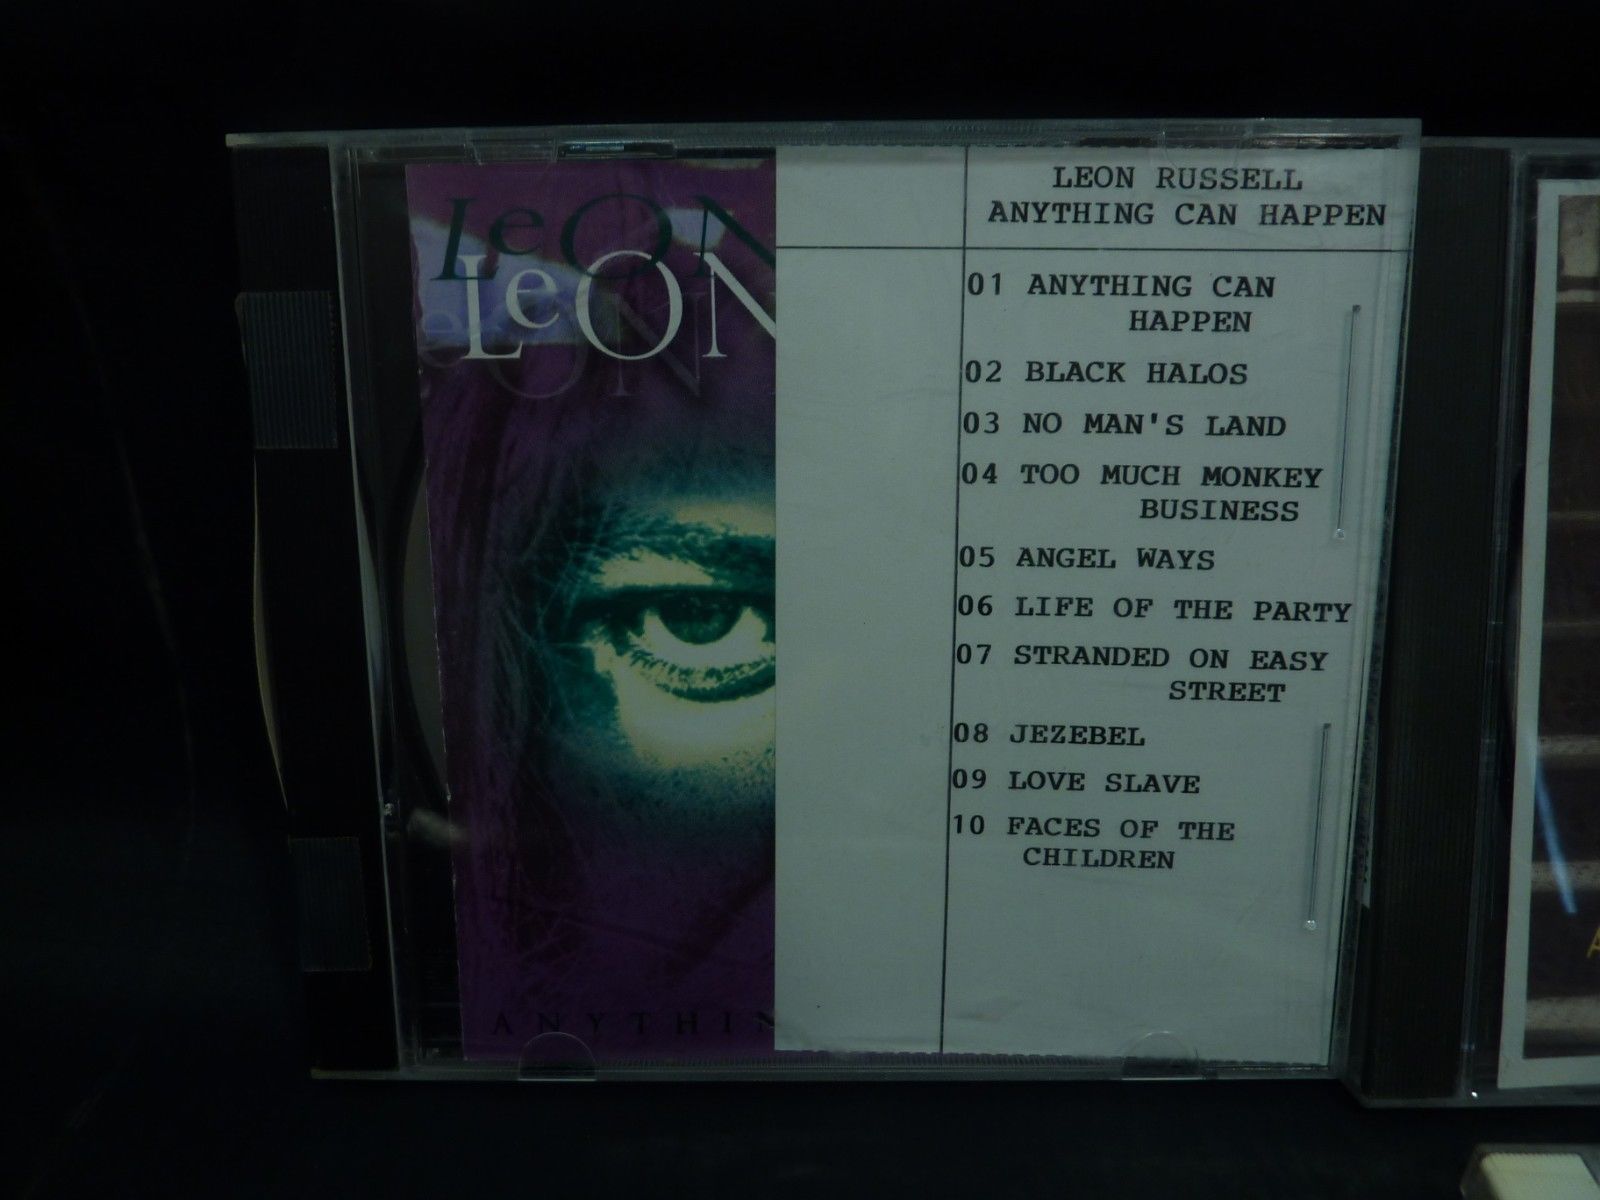 LeON
LeON
eON
ANYTHIN
LEON RUSSELL
ANYTHING CAN HAPPEN
01 ANYTHING CAN
HAPPEN
02 BLACK HALOS
03 NO MAN'S LAND
04 TOO MUCH MONKEY
BUSINESS
05 ANGEL WAYS
06 LIFE OF THE PARTY
07 STRANDED ON EASY
STREET
08 JEZEBEL
09 LOVE SLAVE
10 FACES OF THE
CHILDREN